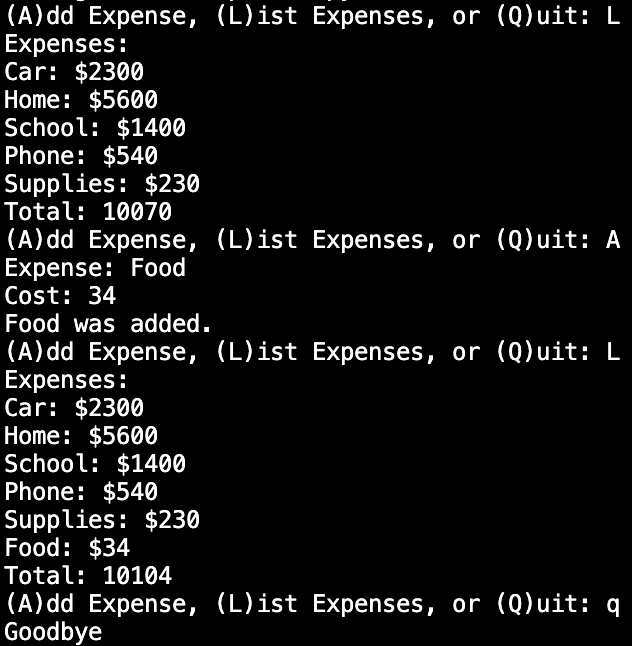 (A)dd Expense, (L)ist Expenses, or (Q)uit: L
Expenses:
Car: $2300
Home: $5600
School: $1400
Phone: $540
Supplies: $230
Total: 10070
(A)dd Expense, (L)ist Expenses, or (Q)uit: A
Expense: Food
Cost: 34
Food was added.
(A)dd Expense, (L)ist Expenses, or (Q)uit: L
Expenses:
Car: $2300
Home: $5600
School: $1400
Phone: $540
Supplies: $230
Food: $34
Total: 10104
(A)dd Expense, (L)ist Expenses, or (Q)uit: q
Goodbye